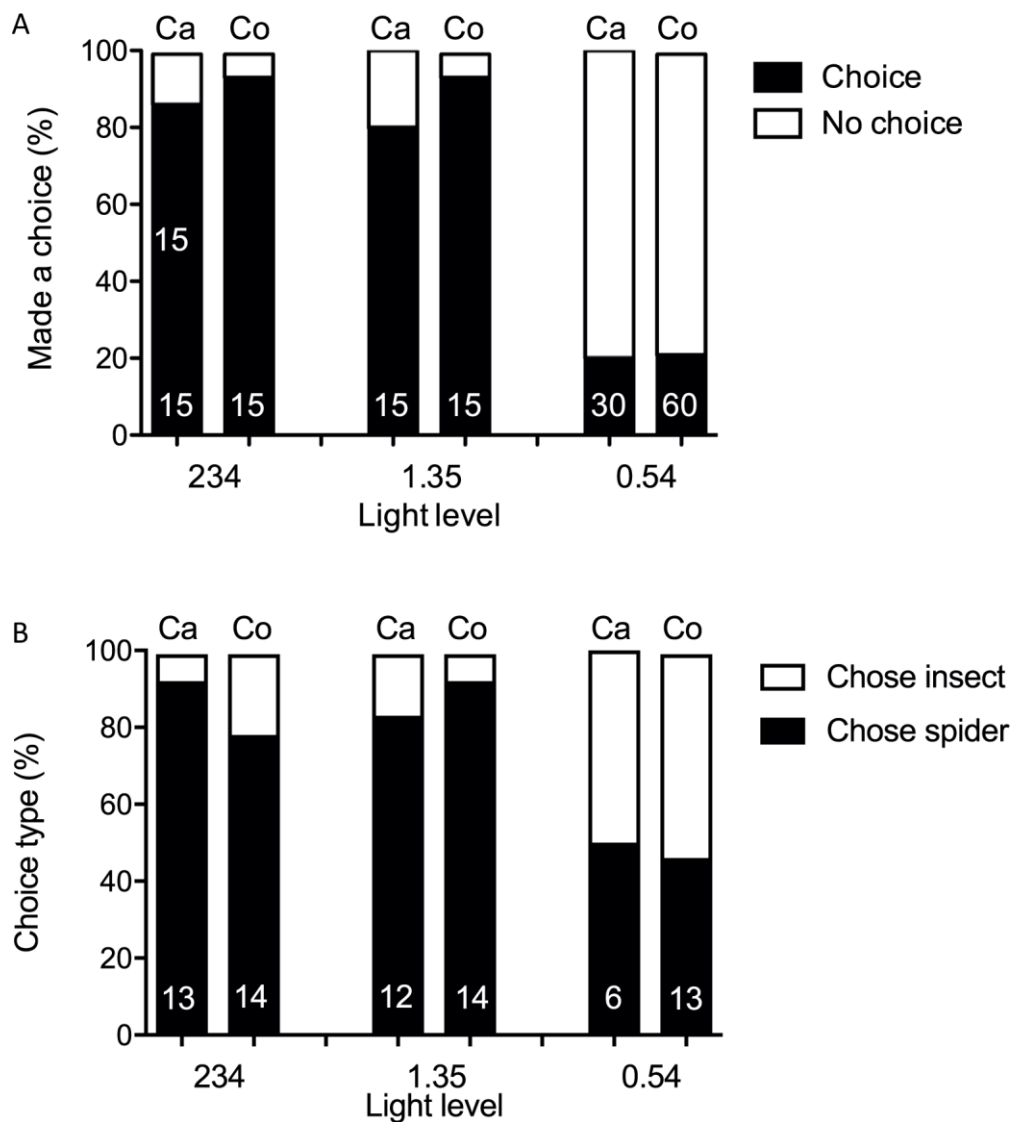 A
Ca Co Ca Co Ca Co
Made a choice (%)
100
80
60
40
20
0
15
15 15 15 15 30 60
234 1.35 0.54
Light level
Choice
No choice
B
Ca Co Ca Co Ca Co
Choice type (%)
100
80
60
40
20
0
13 14 12 14 6 13
234 1.35 0.54
Light level
Chose insect
Chose spider